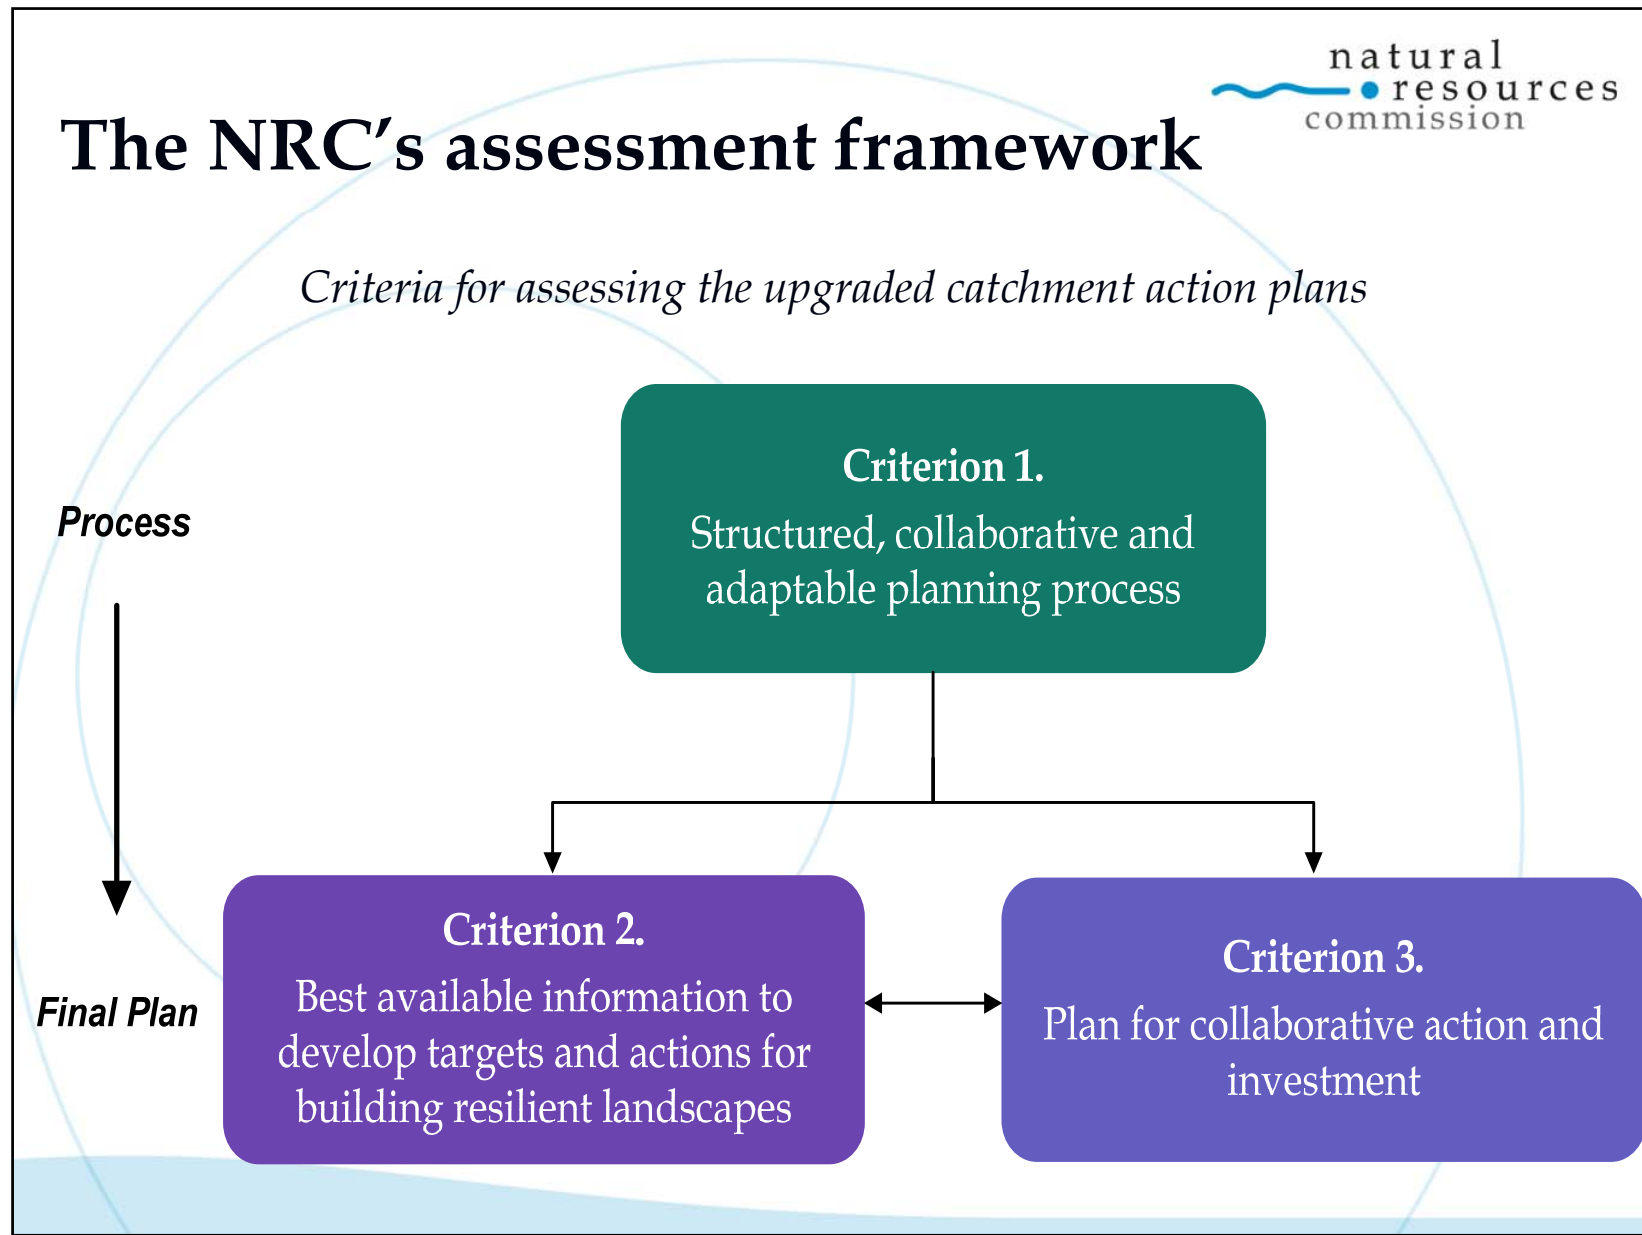 natural
resources
commission
The NRC’s assessment framework
Criteria for assessing the upgraded catchment action plans
Criterion 1.
Structured, collaborative and
adaptable planning process
Process
Final Plan
Criterion 2.
Best available information to
develop targets and actions for
building resilient landscapes
Criterion 3.
Plan for collaborative action and
investment